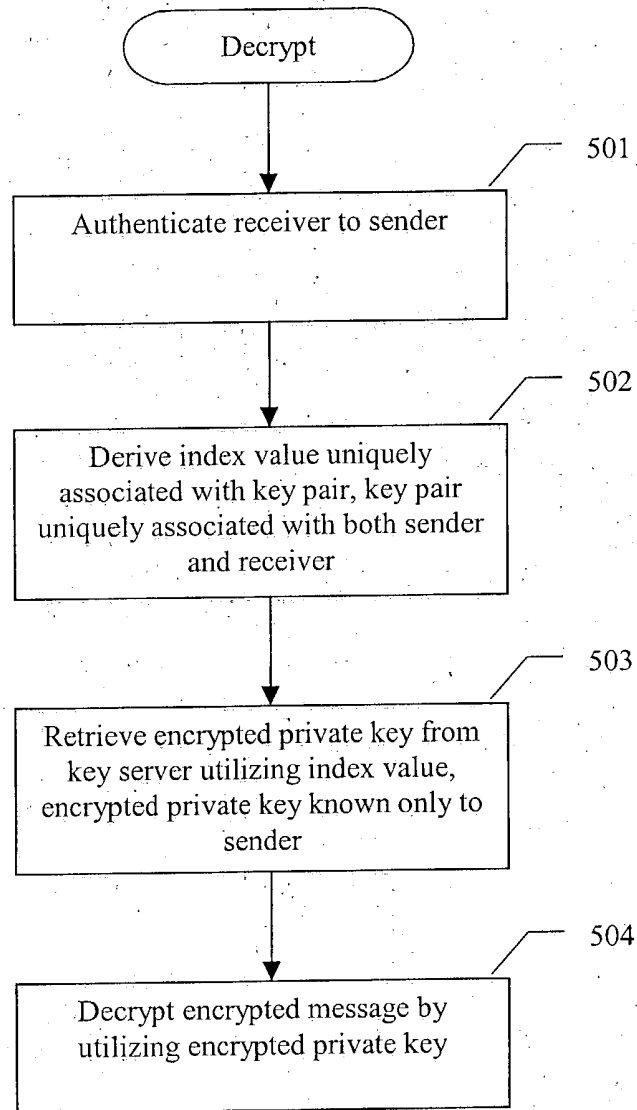 Decrypt
501
Authenticate receiver to sender
502
Derive index value uniquely
associated with key pair, key pair
uniquely associated with both sender
and receiver
503
Retrieve encrypted private key from
key server utilizing index value,
encrypted private key known only to
sender
504
Decrypt encrypted message by
utilizing encrypted private key